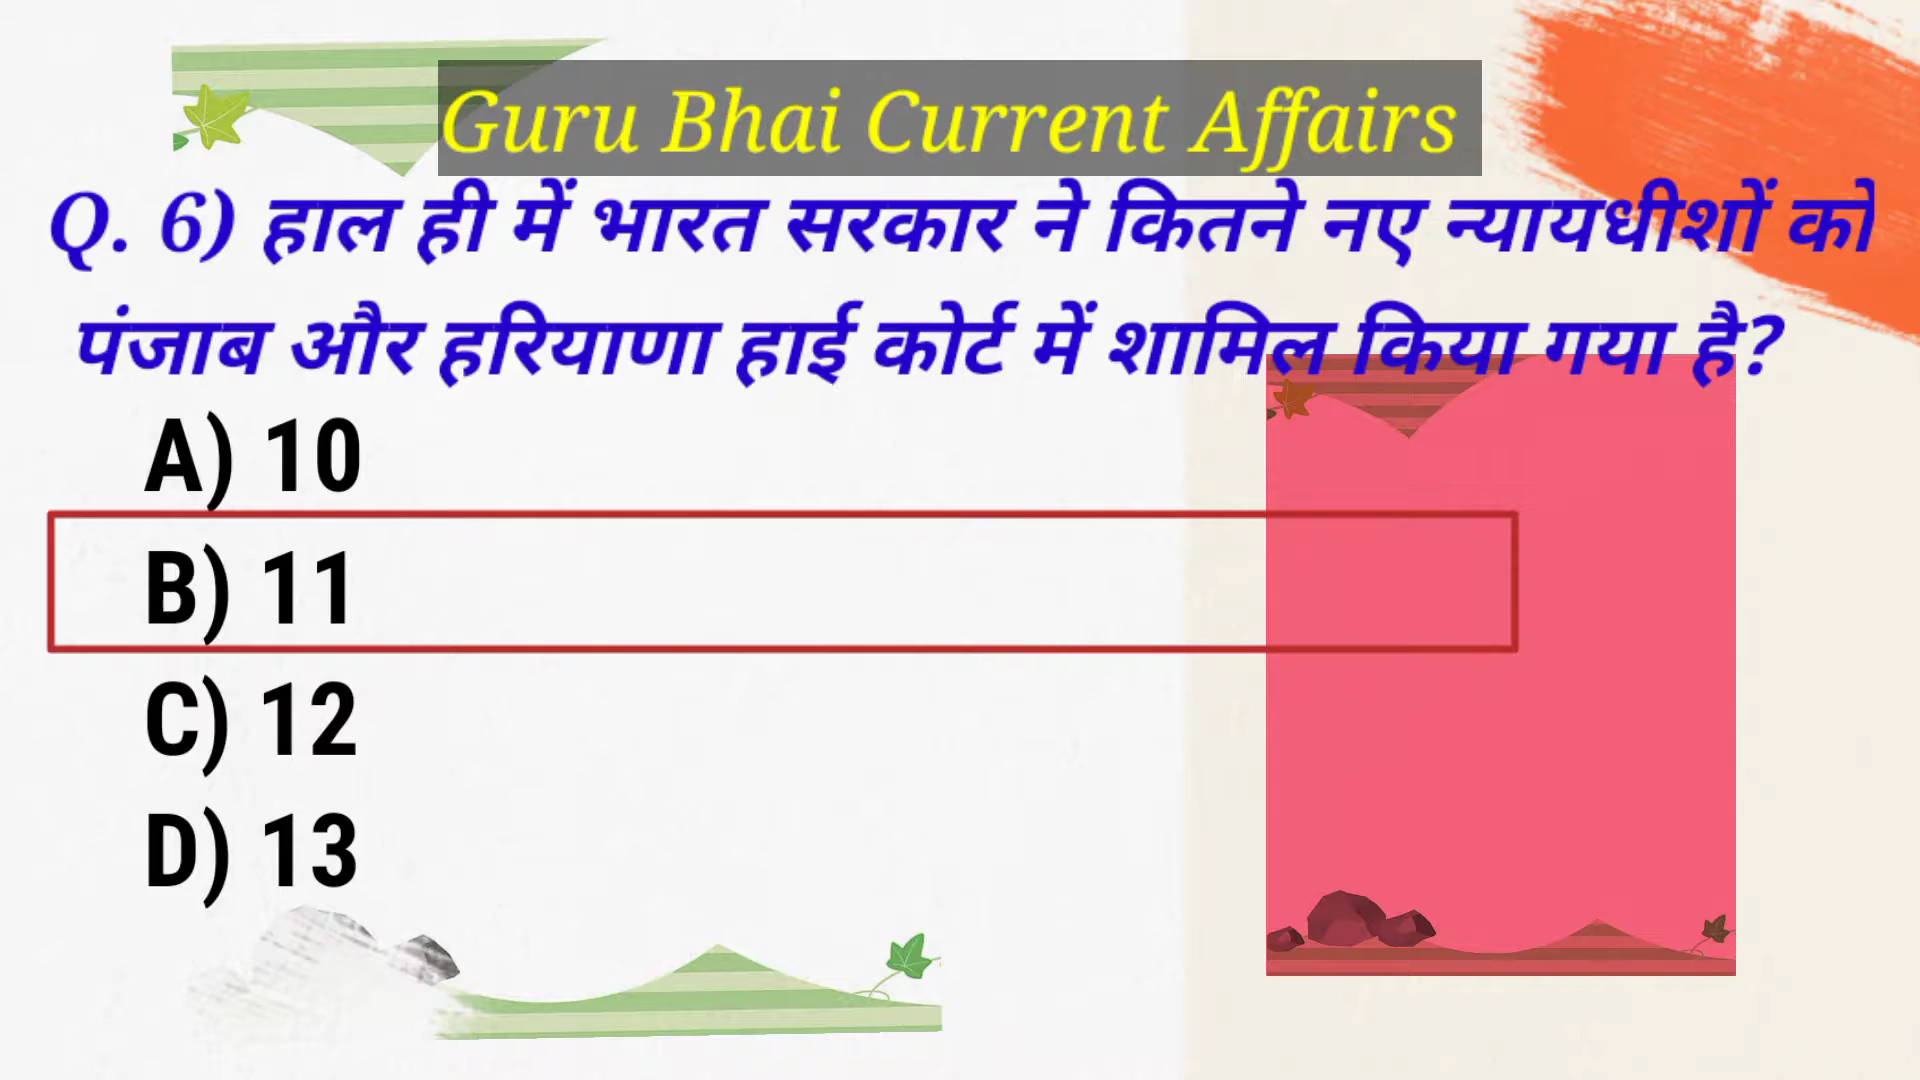 Guru Bhai Current Affairs
Q. 6) हाल ही में भारत सरकार ने कितने नए न्यायधीशों को
पंजाब और हरियाणा हाई कोर्ट में शामिल किया गया है?
A) 10
B) 11
C) 12
D) 13